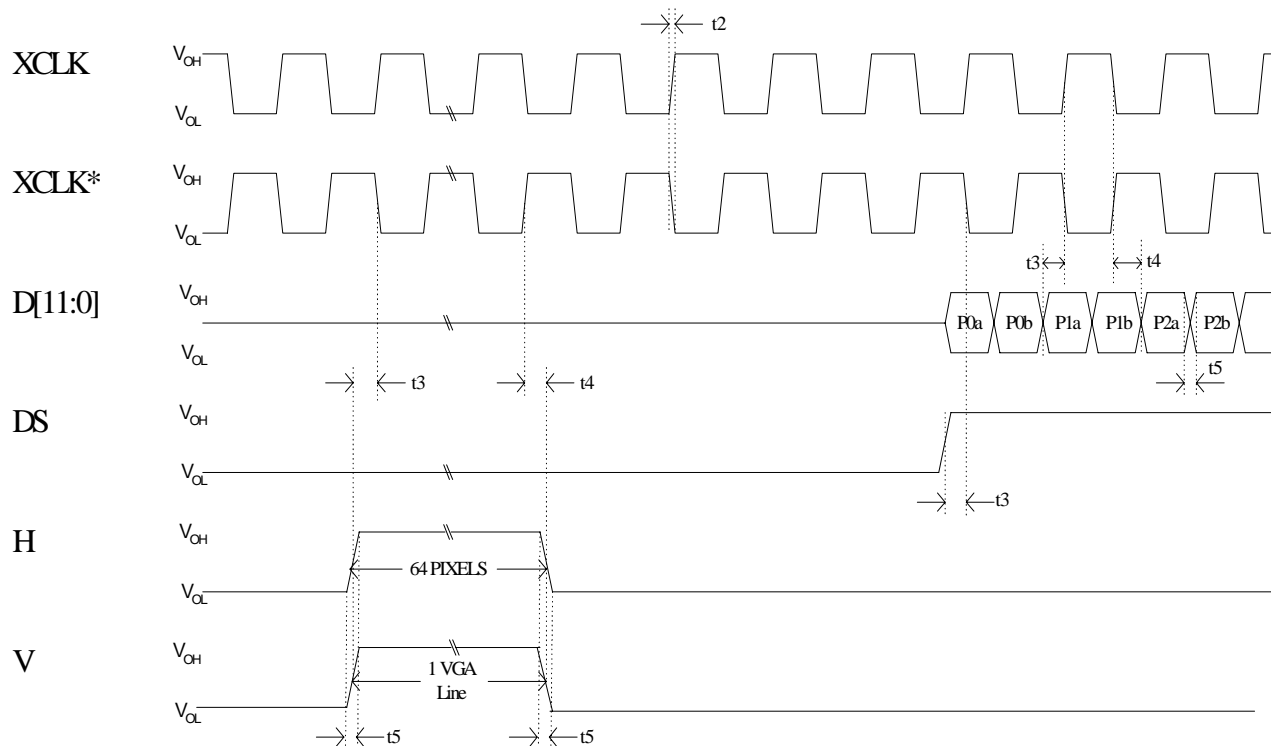 t2
XCLK
VOH
VOL
XCLK*
VOH
VOL
t3
t4
D[11:0]
VOH
VOL
P0a P0b P1a P1b P2a P2b
t3
t4
t5
DS
VOH
VOL
t3
H
VOH
64 PIXELS
VOL
V
VOH
1 VGA
Line
VOL
t5
t5